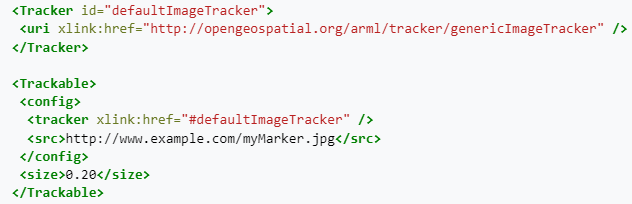 <Tracker id="defaultImageTracker">
 <uri xlink:href="http://opengeospatial.org/arml/tracker/genericImageTracker" />
</Tracker>

<Trackable>
 <config>
  <tracker xlink:href="#defaultImageTracker" />
  <src>http://www.example.com/myMarker.jpg</src>
 </config>
 <size>0.20</size>
</Trackable>